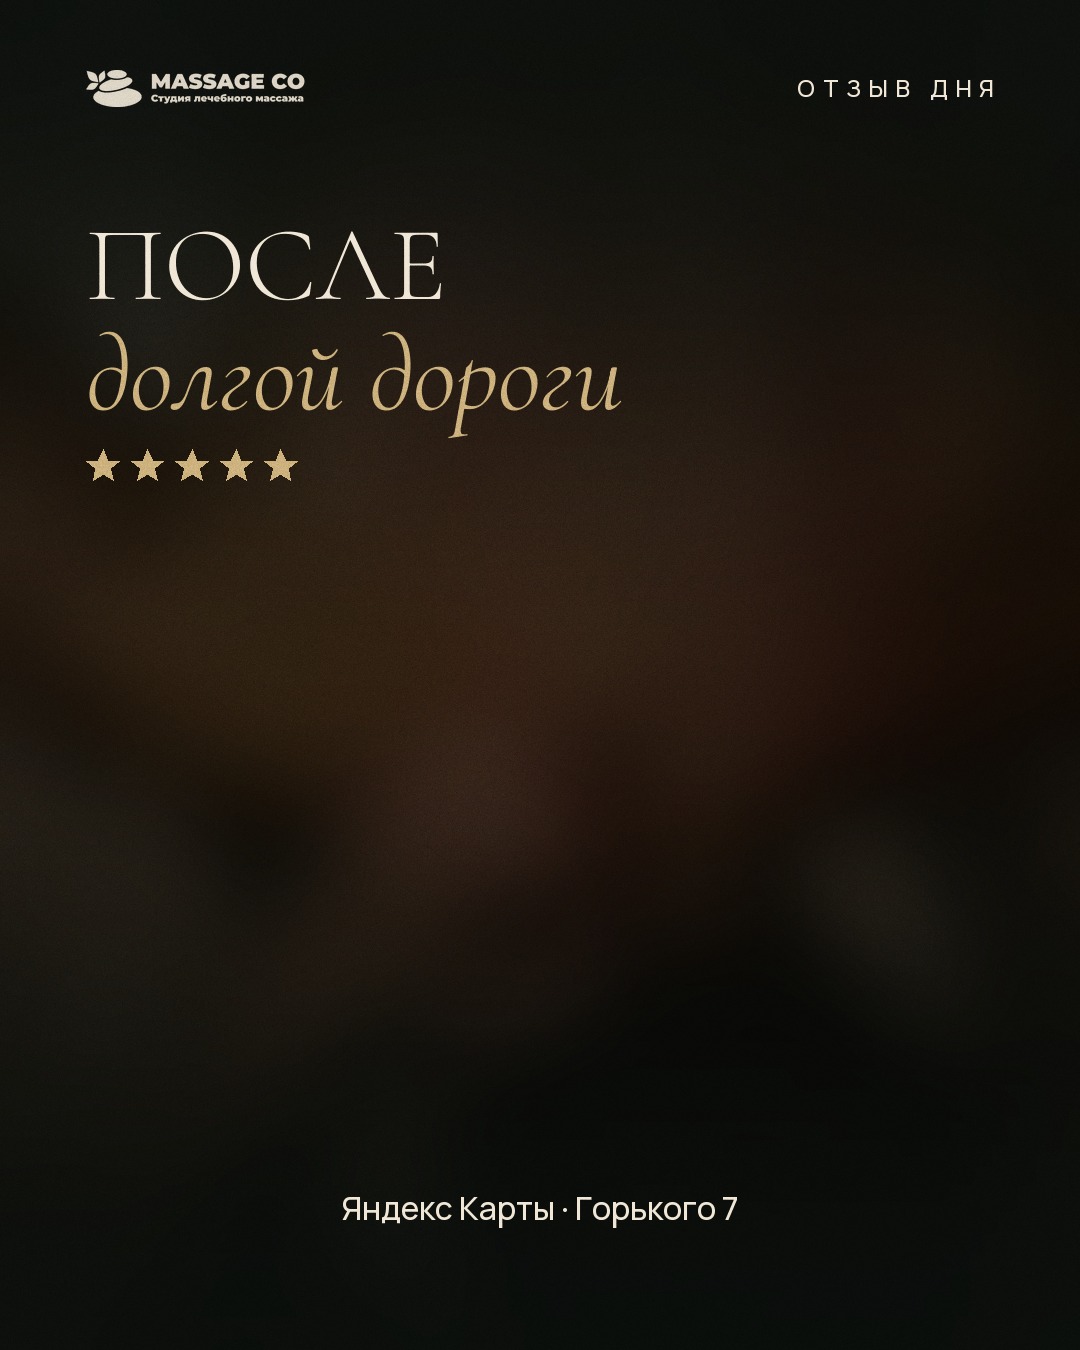 MASSAGE CO
Студия лечебного массажа
ОТЗЫВ ДНЯ
ПОСЛЕ
долгой дороги
Яндекс Карты · Горького 7